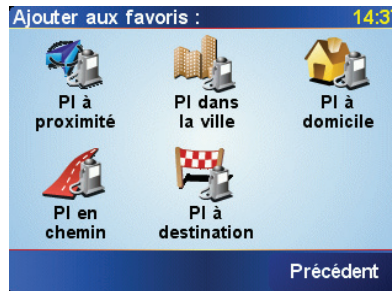 Ajouter aux favoris :
14:3
PI à
proximité
PI dans
la ville
PI à
domicile
PI en
chemin
PI à
destination
Précédent